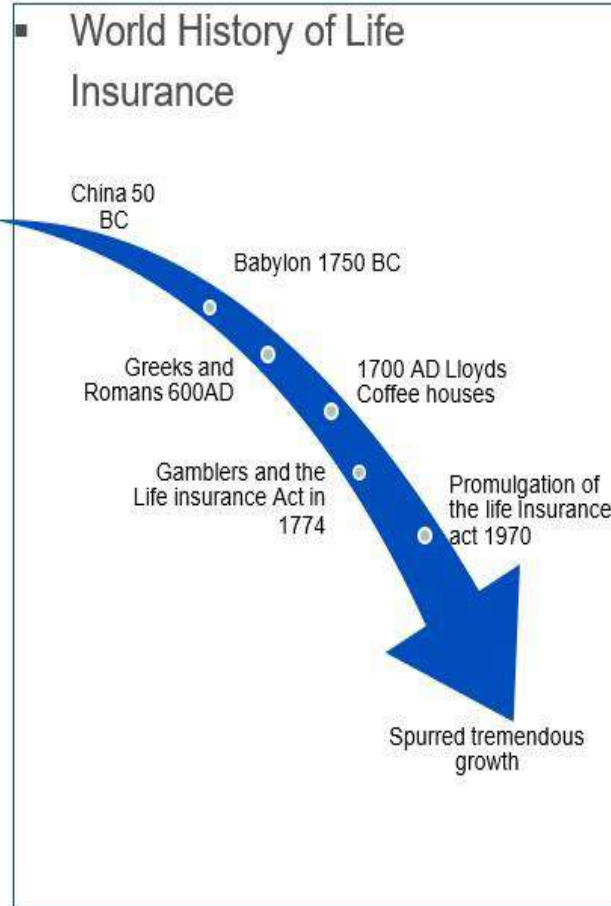 ▪ World History of Life
Insurance
China 50
BC
Babylon 1750 BC
Greeks and
Romans 600AD
1700 AD Lloyds
Coffee houses
Gamblers and the
Life insurance Act in
1774
Promulgation of
the life Insurance
act 1970
Spurred tremendous
growth